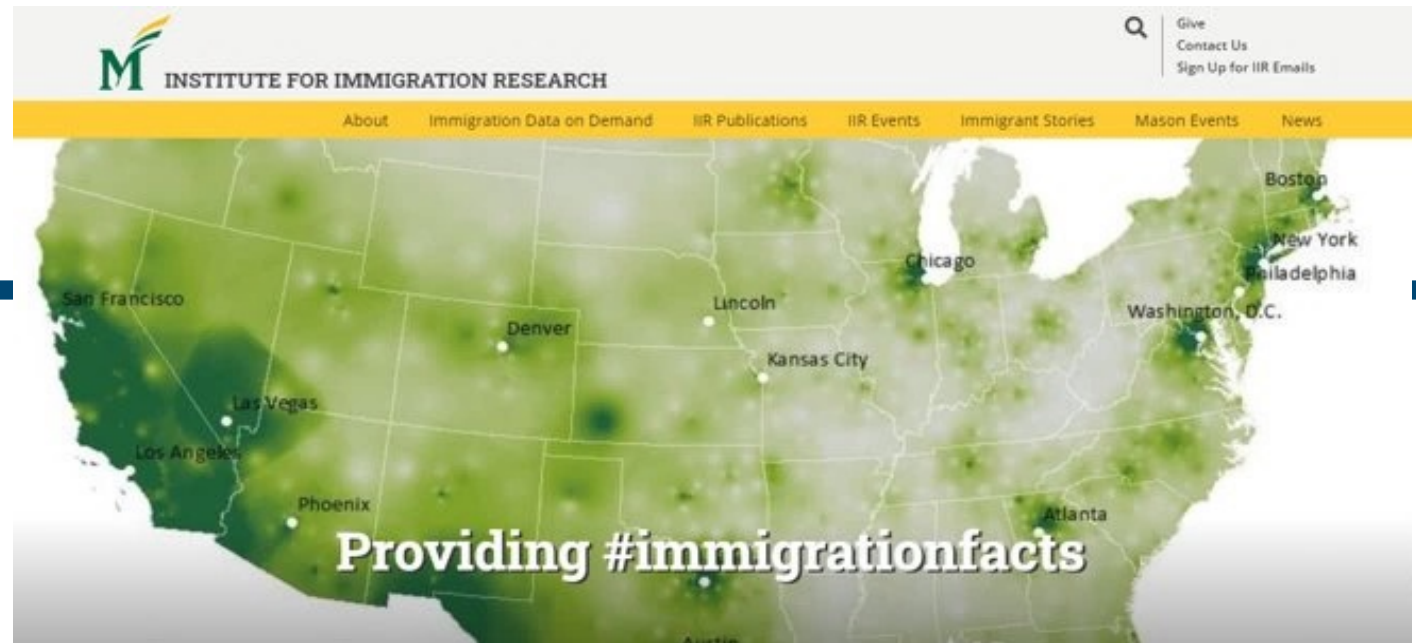 Give
Contact Us
Sign Up for IIR Emails
M INSTITUTE FOR IMMIGRATION RESEARCH
About Immigration Data on Demand IIR Publications IIR Events Immigrant Stories Mason Events News
Boston
New York
Chicago
Philadelphia
San Francisco
Lincoln
Washington, D.C.
Denver
Kansas City
Las Vegas
Los Angeles
Phoenix
Atlanta
Providing #immigrationfacts
Austin